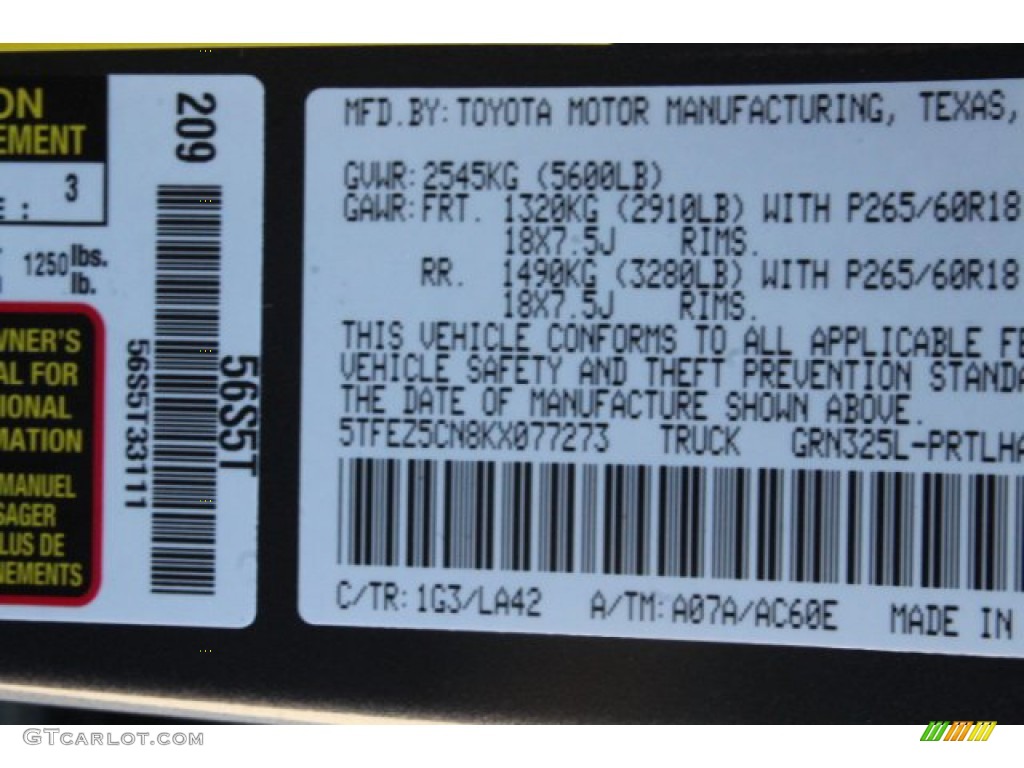 ON
EMENT
3
1250 lbs.
lb.
WNER'S
AL FOR
IONAL
MATION
MANUEL
SAGER
LUS DE
NEMENTS
209
56S5T33111
56S5T
MFD.BY:TOYOTA MOTOR MANUFACTURING, TEXAS,
GVWR:2545KG (5600LB)
GAWR:FRT. 1320KG (2910LB) WITH P265/60R18
18X7.5J RIMS.
RR. 1490KG (3280LB) WITH P265/60R18
18X7.5J RIMS.
THIS VEHICLE CONFORMS TO ALL APPLICABLE FE
VEHICLE SAFETY AND THEFT PREVENTION STANDA
THE DATE OF MANUFACTURE SHOWN ABOVE.
5TFEZ5CN8KX077273 TRUCK GRN325L-PRTLHA
C/TR:1G3/LA42 A/TM:A07A/AC60E MADE IN
GTCARLOT.COM